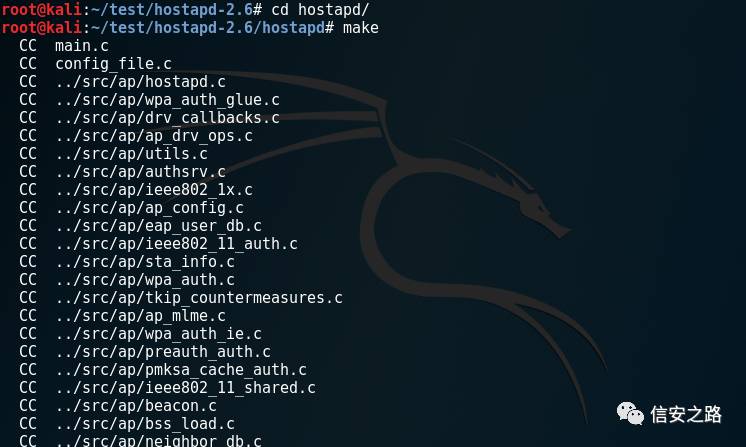 root@kali:~/test/hostapd-2.6# cd hostapd/
root@kali:~/test/hostapd-2.6/hostapd# make
CC main.c
CC config_file.c
CC ../src/ap/hostapd.c
CC ../src/ap/wpa_auth_glue.c
CC ../src/ap/drv_callbacks.c
CC ../src/ap/ap_drv_ops.c
CC ../src/ap/utils.c
CC ../src/ap/authsrv.c
CC ../src/ap/ieee802_1x.c
CC ../src/ap/ap_config.c
CC ../src/ap/eap_user_db.c
CC ../src/ap/ieee802_11_auth.c
CC ../src/ap/sta_info.c
CC ../src/ap/wpa_auth.c
CC ../src/ap/tkip_countermeasures.c
CC ../src/ap/ap_mlme.c
CC ../src/ap/wpa_auth_ie.c
CC ../src/ap/preauth_auth.c
CC ../src/ap/pmksa_cache_auth.c
CC ../src/ap/ieee802_11_shared.c
CC ../src/ap/beacon.c
CC ../src/ap/bss_load.c
CC ../src/ap/neighbor_db.c
信安之路